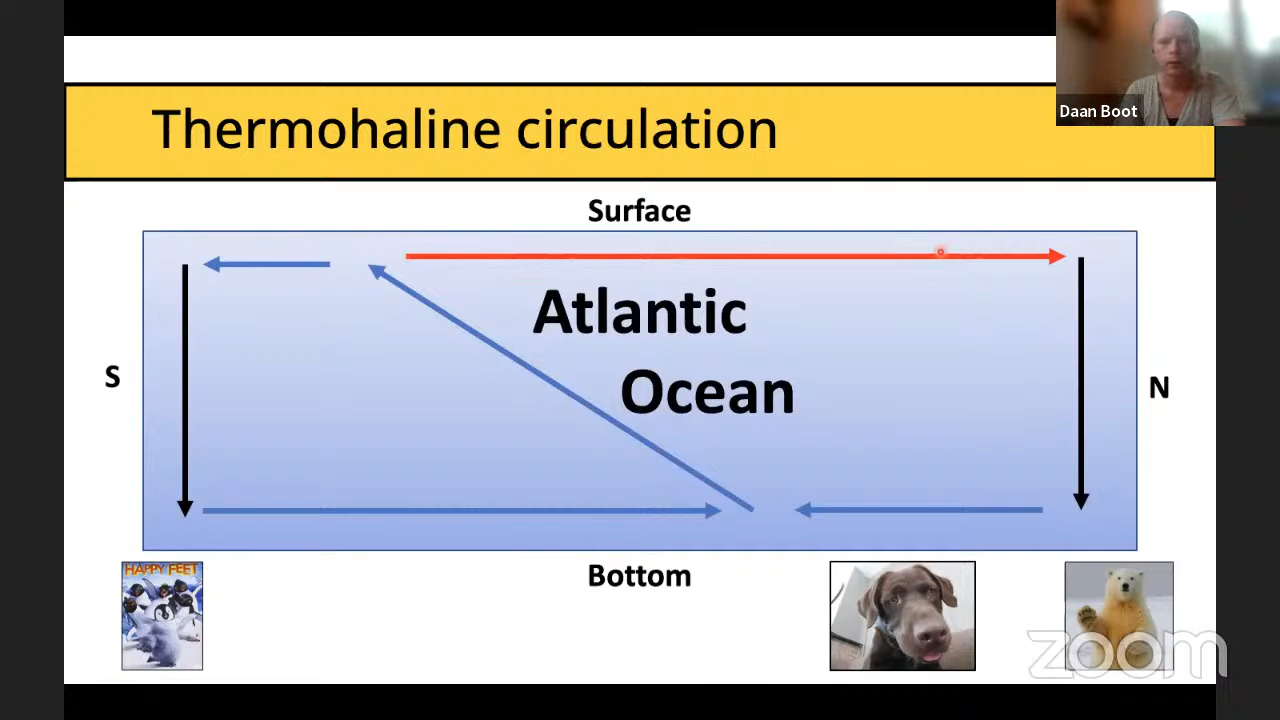 Daan Boot
Thermohaline circulation
Surface
Atlantic
Ocean
S
N
Bottom
HAPPY FEET
zoom